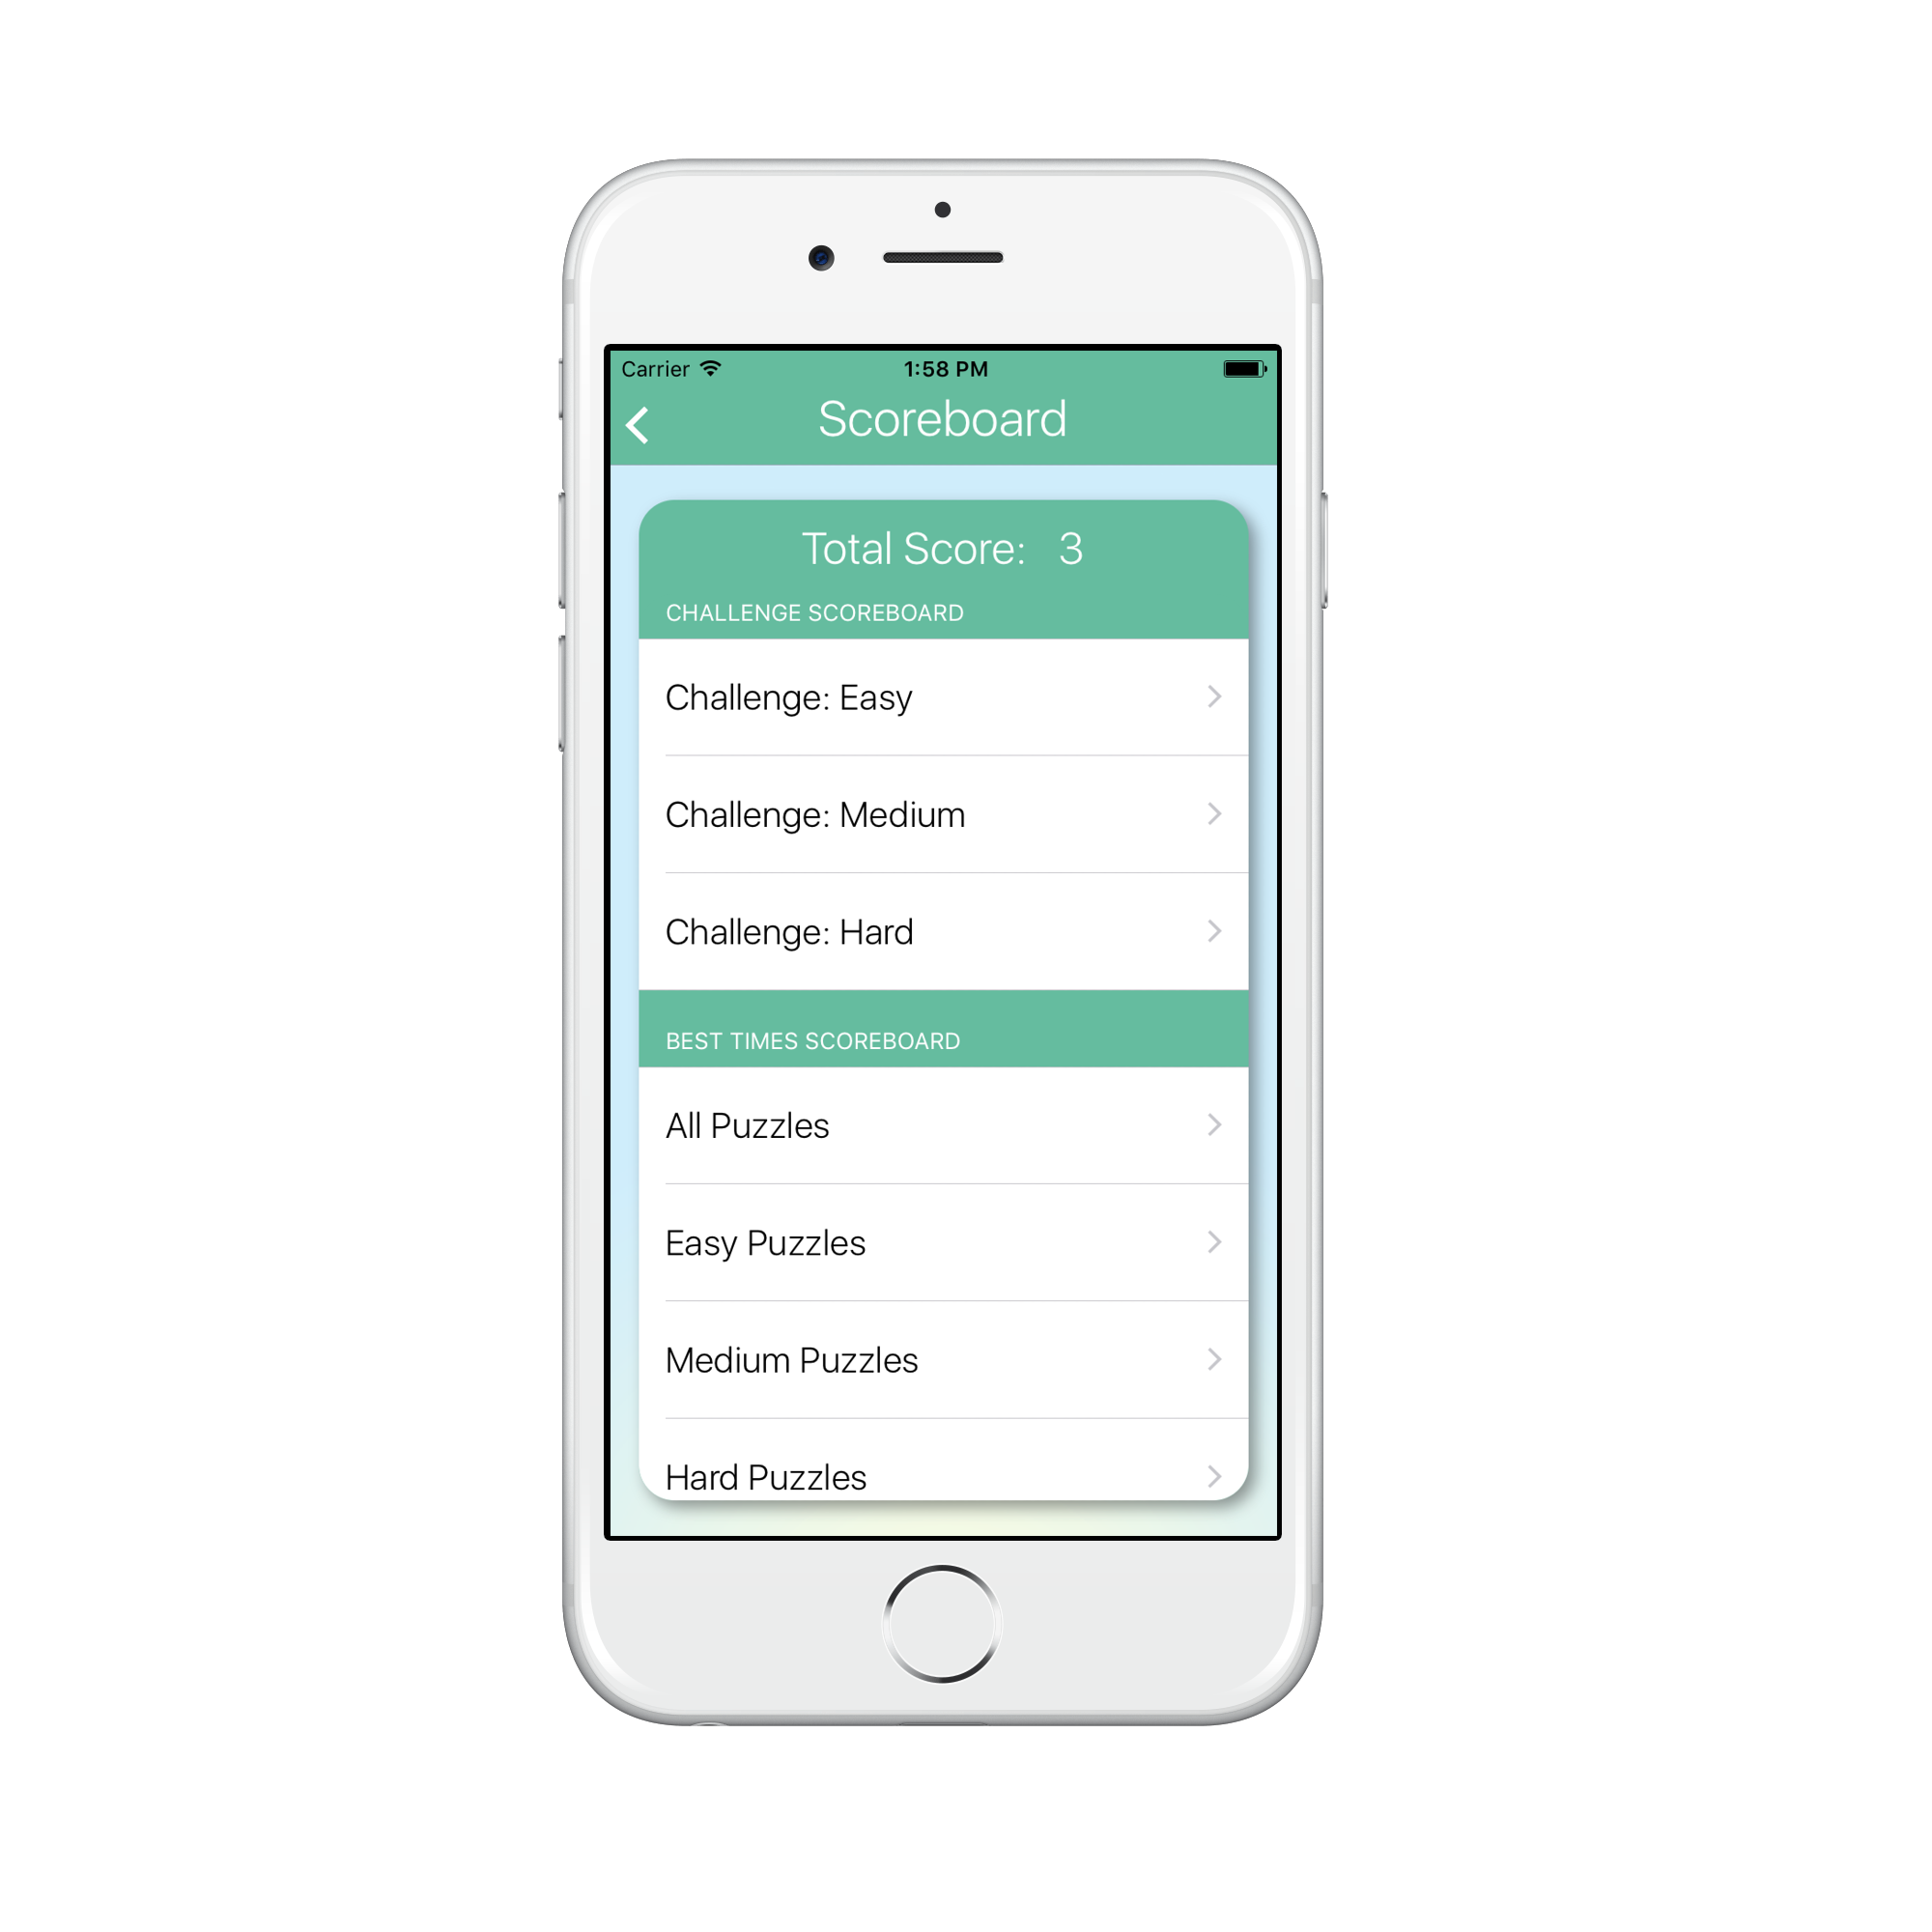 Carrier 1:58 PM
Scoreboard
Total Score: 3
CHALLENGE SCOREBOARD
Challenge: Easy
Challenge: Medium
Challenge: Hard
BEST TIMES SCOREBOARD
All Puzzles
Easy Puzzles
Medium Puzzles
Hard Puzzles